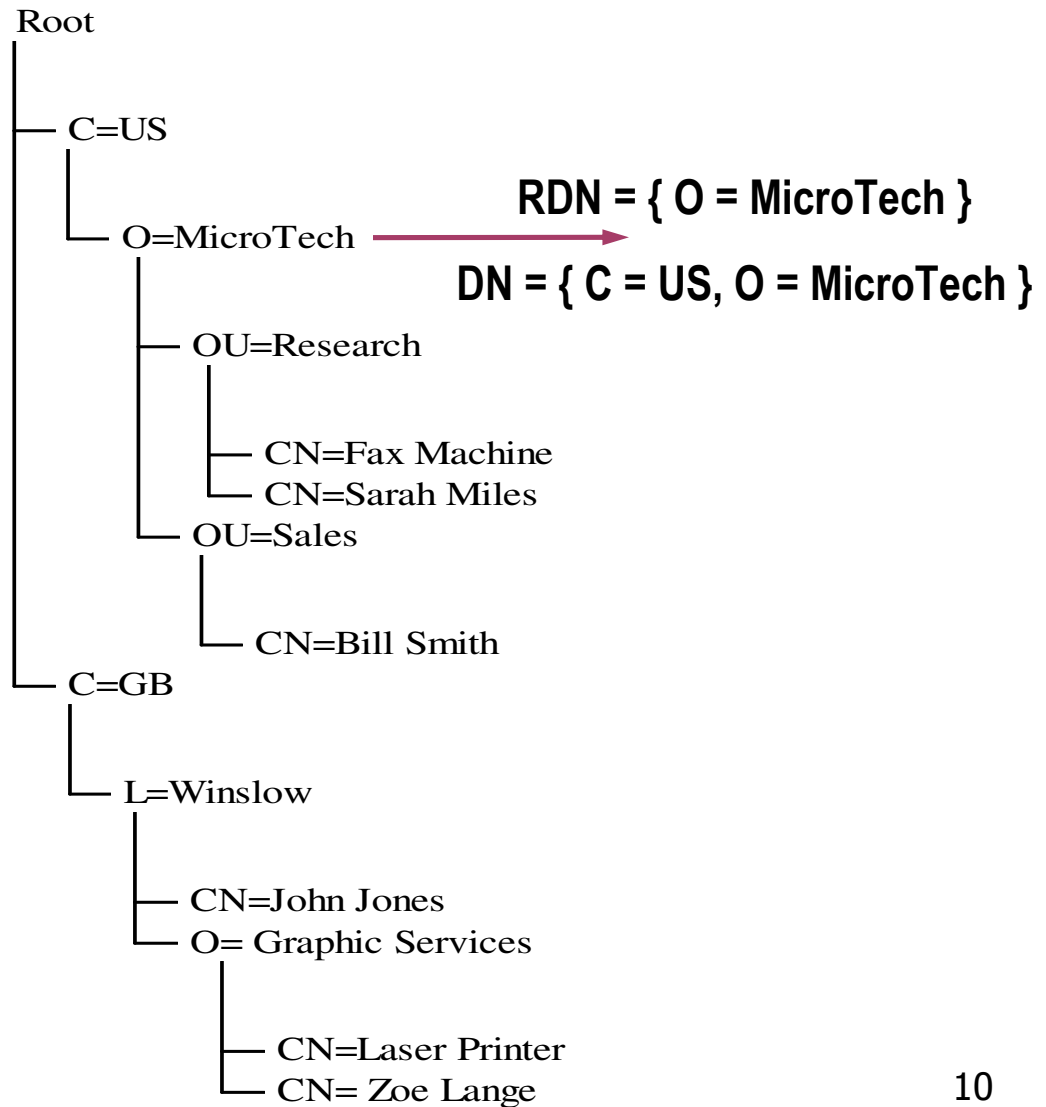 Root
C=US
RDN = { O = MicroTech }
O=MicroTech
DN = { C = US, O = MicroTech }
OU=Research
CN=Fax Machine
CN=Sarah Miles
OU=Sales
CN=Bill Smith
C=GB
L=Winslow
CN=John Jones
O= Graphic Services
CN=Laser Printer
CN= Zoe Lange
10